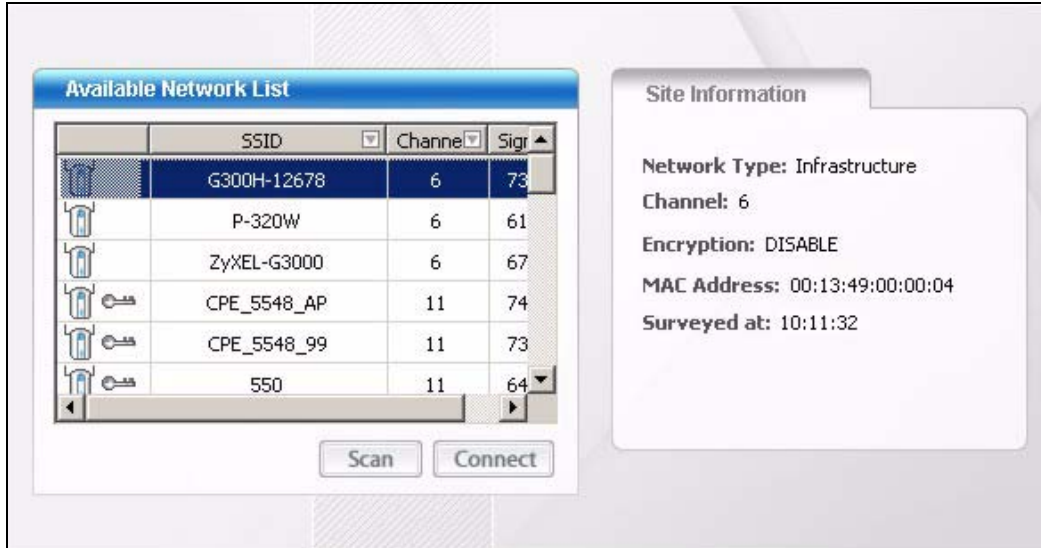 Available Network List
SSID Channe Sigr
G300H-12678 6 73
P-320W 6 61
ZyXEL-G3000 6 67
CPE_5548_AP 11 74
CPE_5548_99 11 73
550 11 64
Scan Connect
Site Information
Network Type: Infrastructure
Channel: 6
Encryption: DISABLE
MAC Address: 00:13:49:00:00:04
Surveyed at: 10:11:32